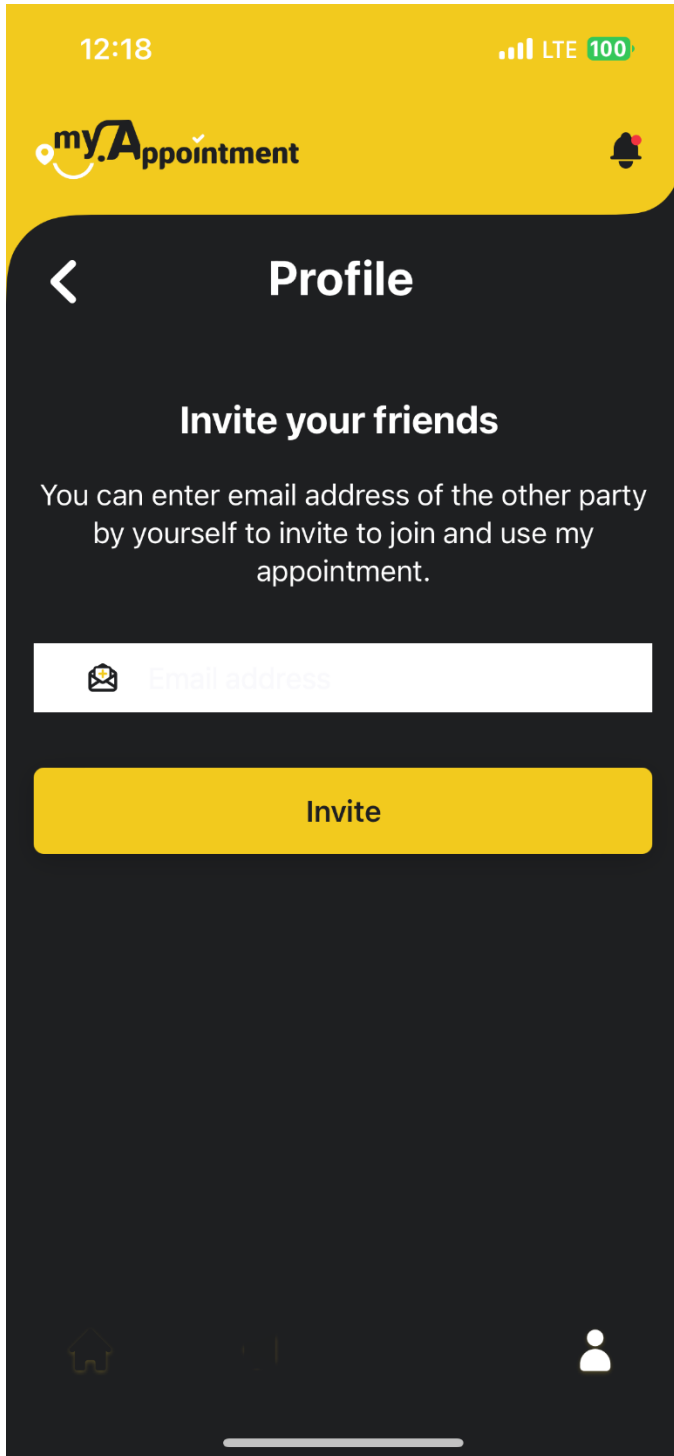 12:18
LTE 100
my.Appointment
Profile
Invite your friends
You can enter email address of the other party
by yourself to invite to join and use my
appointment.
Email address
Invite